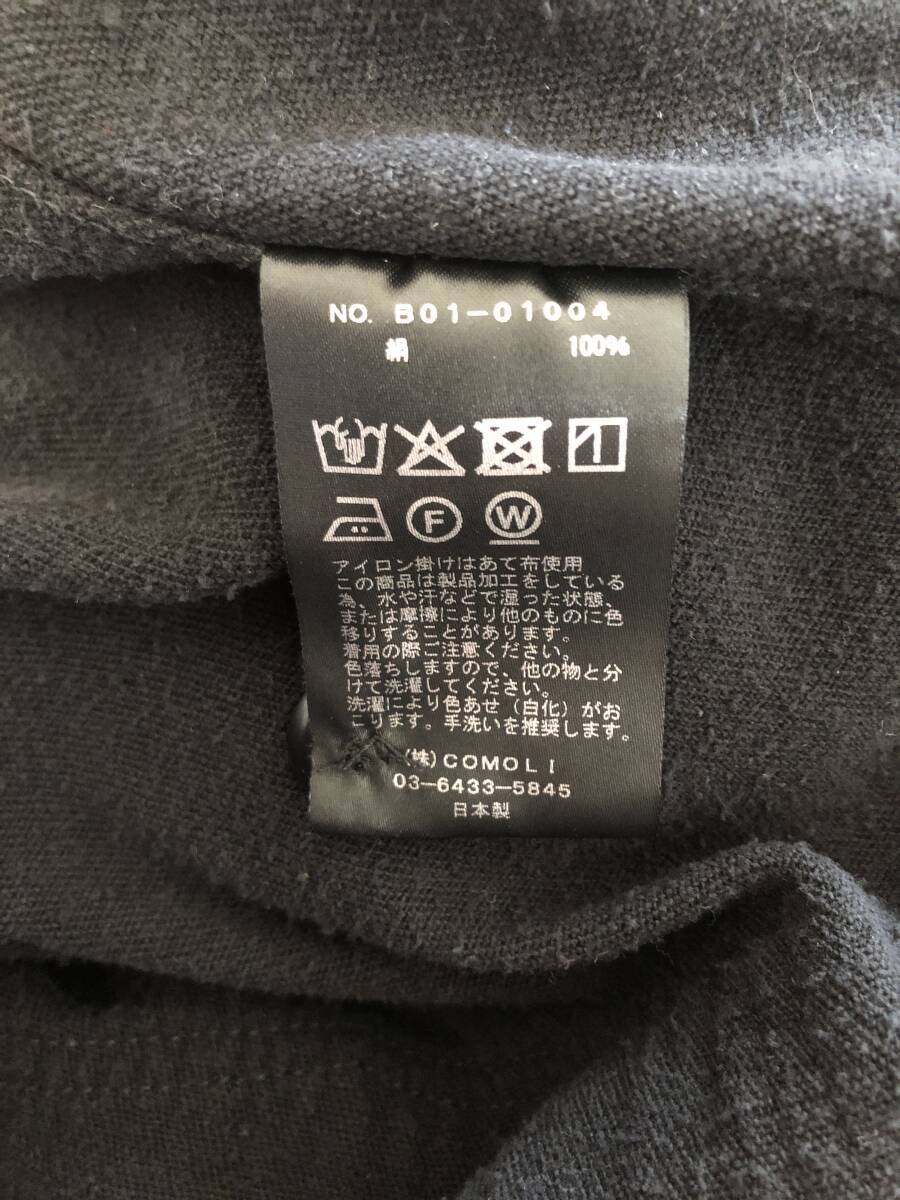 NO. B01-01004
絹 100%
F W
アイロン掛けはあて布使用
この商品は製品加工をしている
為、水や汗などで湿った状態、
または摩擦により他のものに色
移りすることがあります。
着用の際ご注意ください。
色落ちしますので、他の物と分
けて洗濯してください。
洗濯により色あせ（白化）がお
こります。手洗いを推奨します。
(株)COMOLI
03-6433-5845
日本製